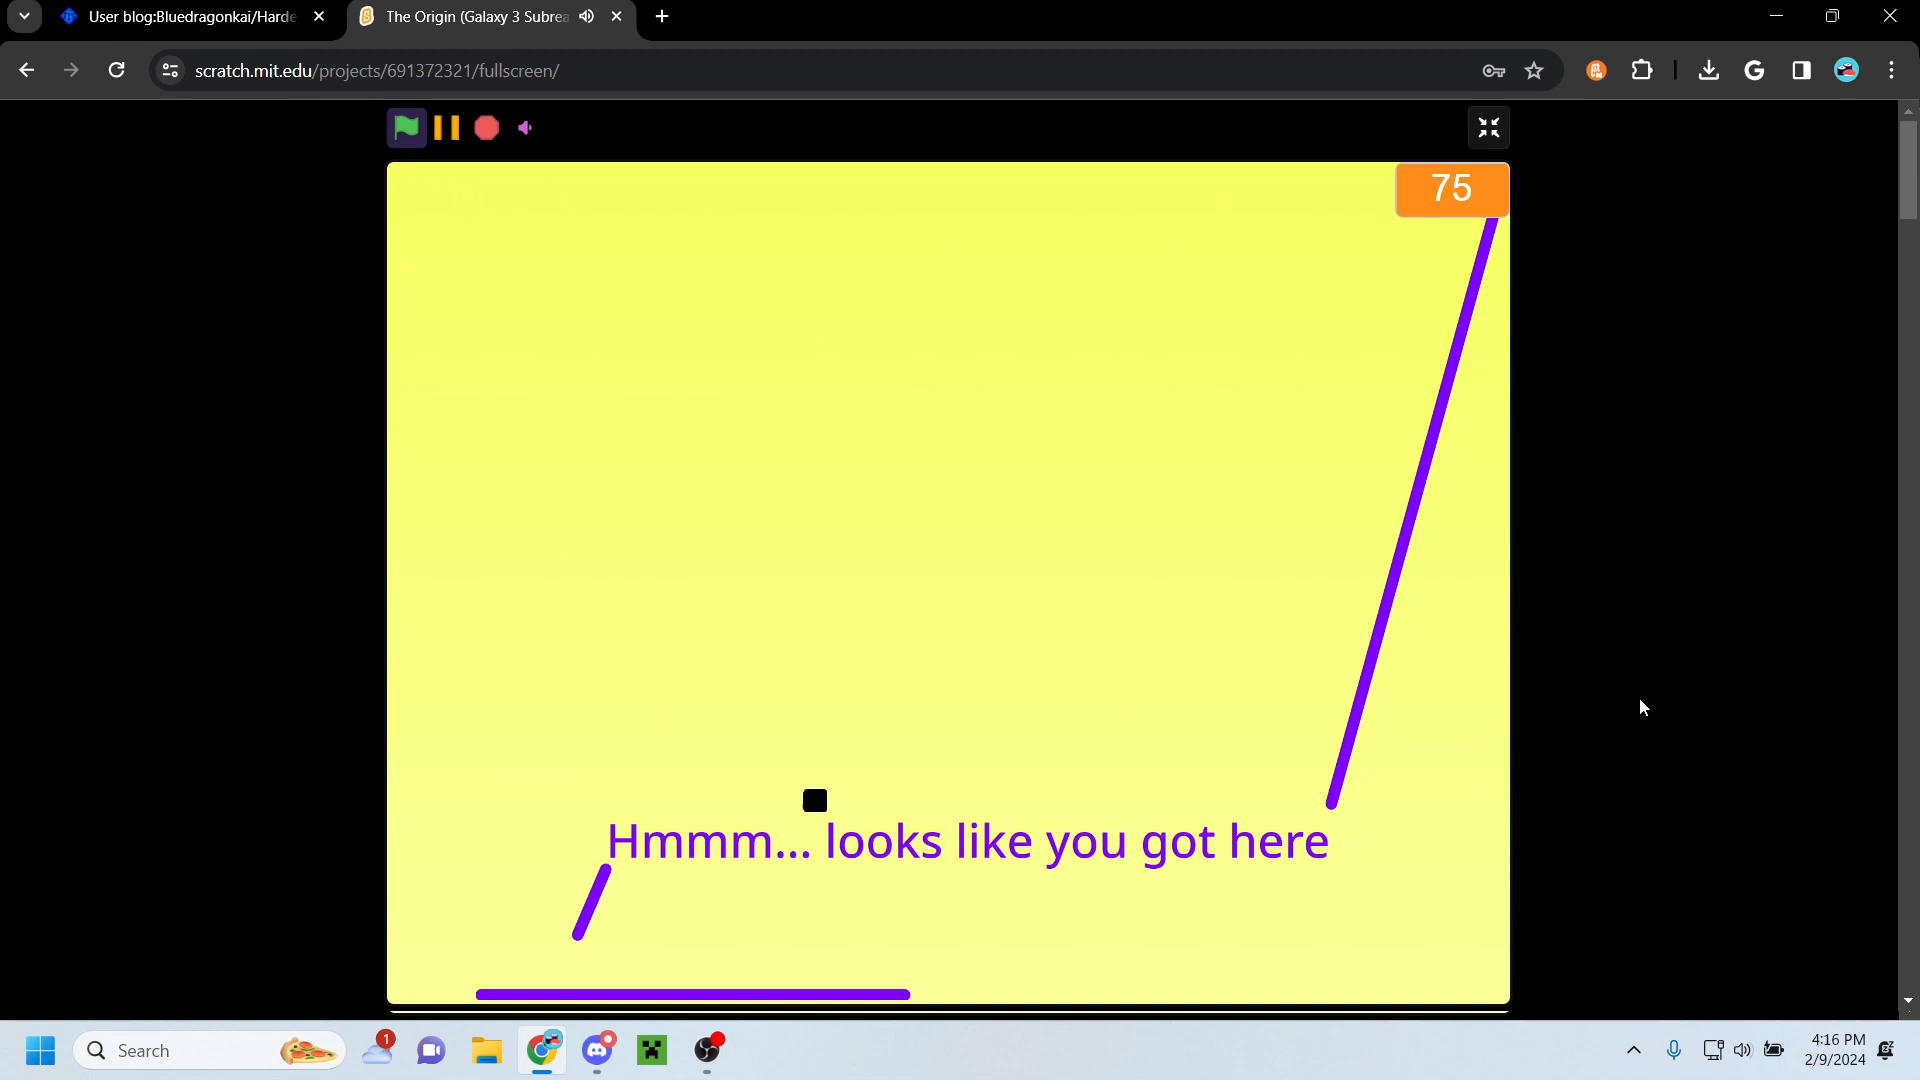 User blog:Bluedragonkai/Harde
The Origin (Galaxy 3 Subrea
scratch.mit.edu/projects/691372321/fullscreen/
75
Hmmm... looks like you got here
Search
1
4:16 PM
2/9/2024